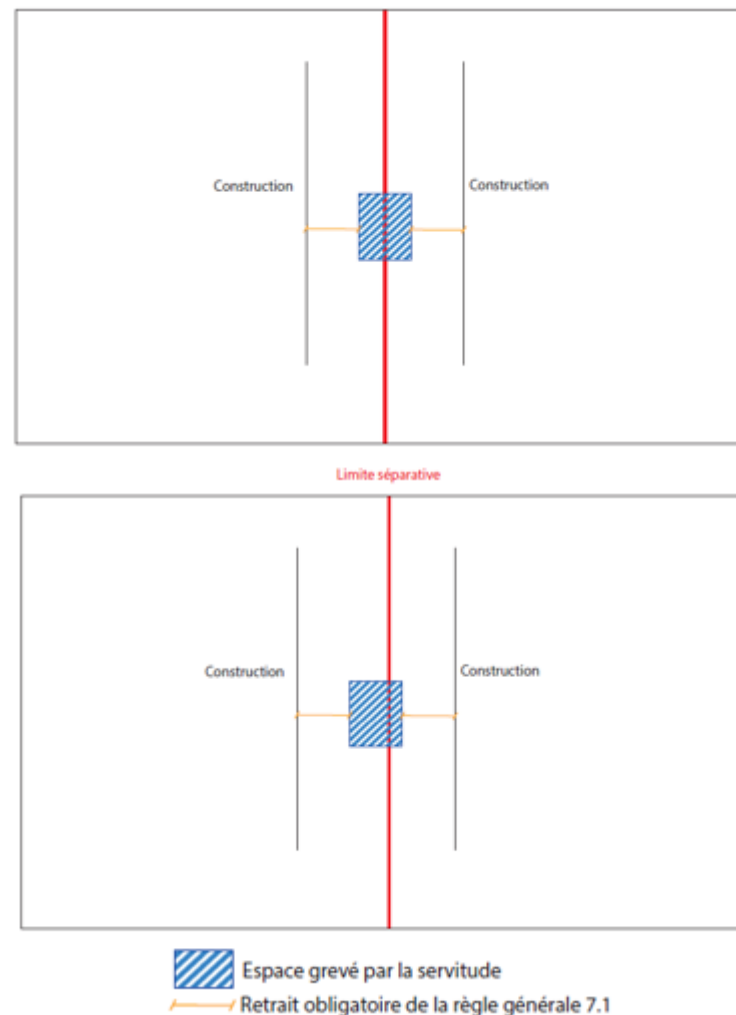 Construction
Construction
Limite séparative
Construction
Construction
Espace grevé par la servitude
Retrait obligatoire de la règle générale 7.1